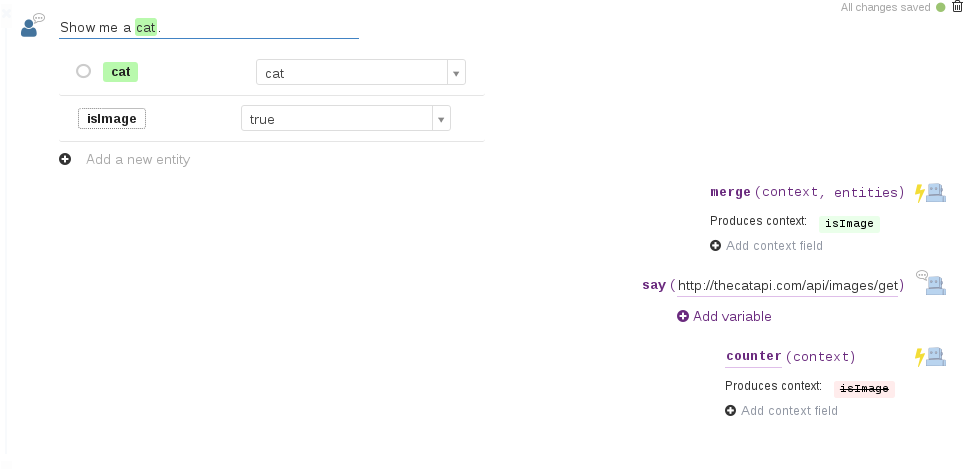 All changes saved
Show me a cat.
cat cat
isImage true
Add a new entity
merge(context, entities)
Produces context: isImage
Add context field
say(http://thecatapi.com/api/images/get)
Add variable
counter(context)
Produces context: isImage
Add context field